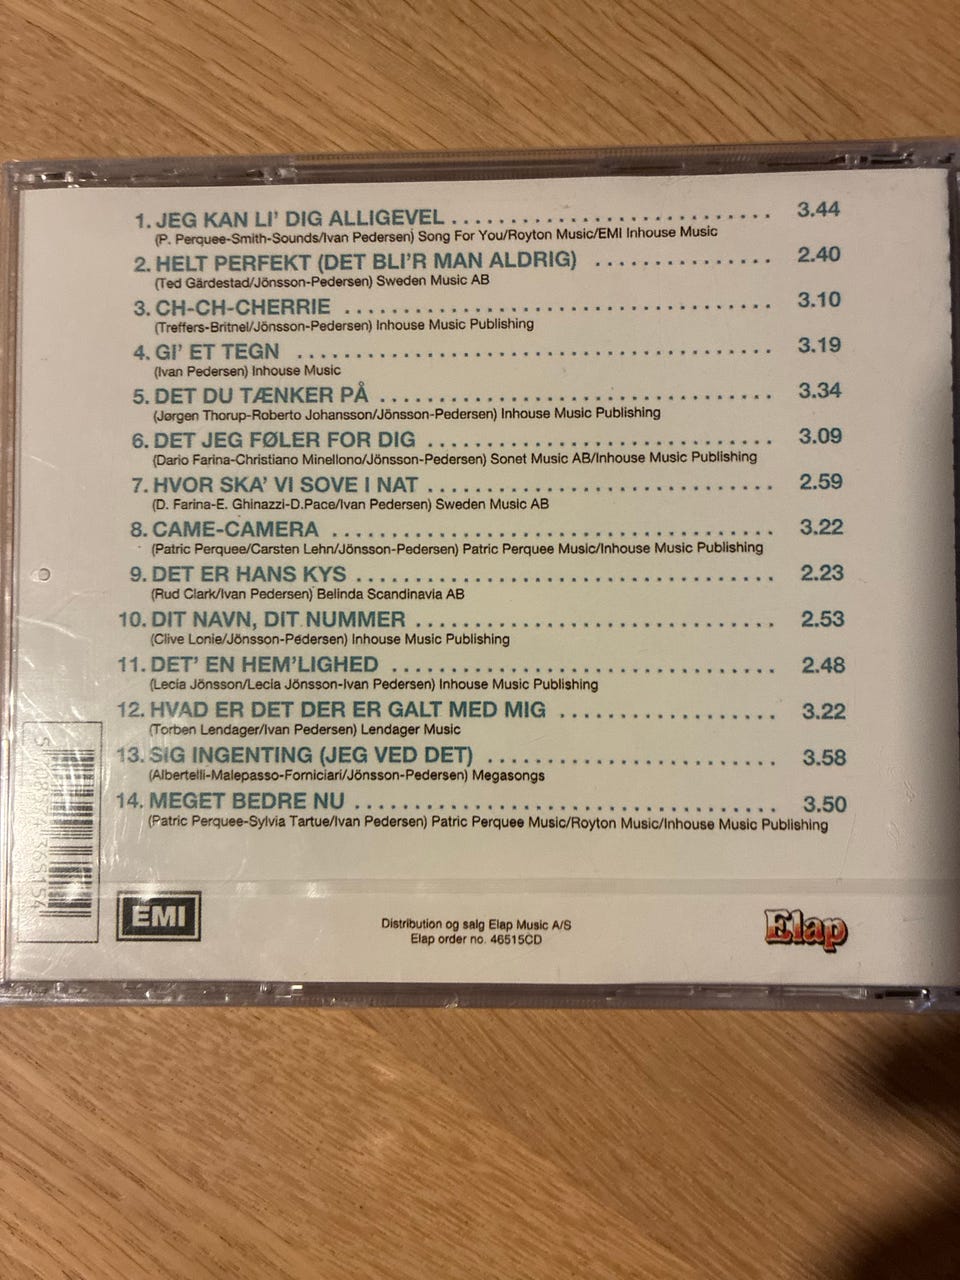 1. JEG KAN LI' DIG ALLIGEVEL ............................ 3.44
(P. Perquee-Smith-Sounds/Ivan Pedersen) Song For You/Royton Music/EMI Inhouse Music
2. HELT PERFEKT (DET BLI'R MAN ALDRIG) ............... 2.40
(Ted Gärdestad/Jönsson-Pedersen) Sweden Music AB
3. CH-CH-CHERRIE ..................................... 3.10
(Treffers-Britnel/Jönsson-Pedersen) Inhouse Music Publishing
4. GI' ET TEGN ........................................ 3.19
(Ivan Pedersen) Inhouse Music
5. DET DU TÆNKER PÅ .................................. 3.34
(Jørgen Thorup-Roberto Johansson/Jönsson-Pedersen) Inhouse Music Publishing
6. DET JEG FØLER FOR DIG .............................. 3.09
(Dario Farina-Christiano Minellono/Jönsson-Pedersen) Sonet Music AB/Inhouse Music Publishing
7. HVOR SKA' VI SOVE I NAT .............................. 2.59
(D. Farina-E. Ghinazzi-D.Pace/Ivan Pedersen) Sweden Music AB
8. CAME-CAMERA ...................................... 3.22
(Patric Perquee/Carsten Lehn/Jönsson-Pedersen) Patric Perquee Music/Inhouse Music Publishing
9. DET ER HANS KYS .................................... 2.23
(Rud Clark/Ivan Pedersen) Belinda Scandinavia AB
10. DIT NAVN, DIT NUMMER ............................... 2.53
(Clive Lonie/Jönsson-Pedersen) Inhouse Music Publishing
11. DET' EN HEM'LIGHED ................................. 2.48
(Lecia Jönsson/Lecia Jönsson-Ivan Pedersen) Inhouse Music Publishing
12. HVAD ER DET DER ER GALT MED MIG .................. 3.22
(Torben Lendager/Ivan Pedersen) Lendager Music
13. SIG INGENTING (JEG VED DET) ........................ 3.58
(Albertelli-Malepasso-Forniciari/Jönsson-Pedersen) Megasongs
14. MEGET BEDRE NU .................................... 3.50
(Patric Perquee-Sylvia Tartue/Ivan Pedersen) Patric Perquee Music/Royton Music/Inhouse Music Publishing
EMI
Distribution og salg Elap Music A/S
Elap order no. 46515CD
Elap